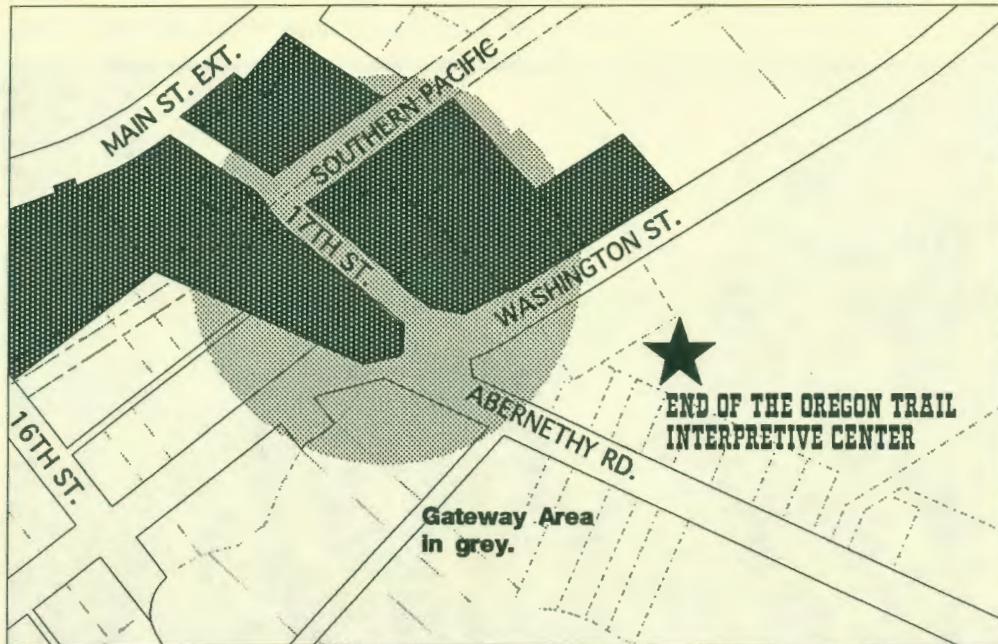 MAIN ST. EXT.
SOUTHERN PACIFIC
17TH ST.
WASHINGTON ST.
END OF THE OREGON TRAIL
INTERPRETIVE CENTER
ABERNETHY RD.
16TH ST.
Gateway Area
in grey.